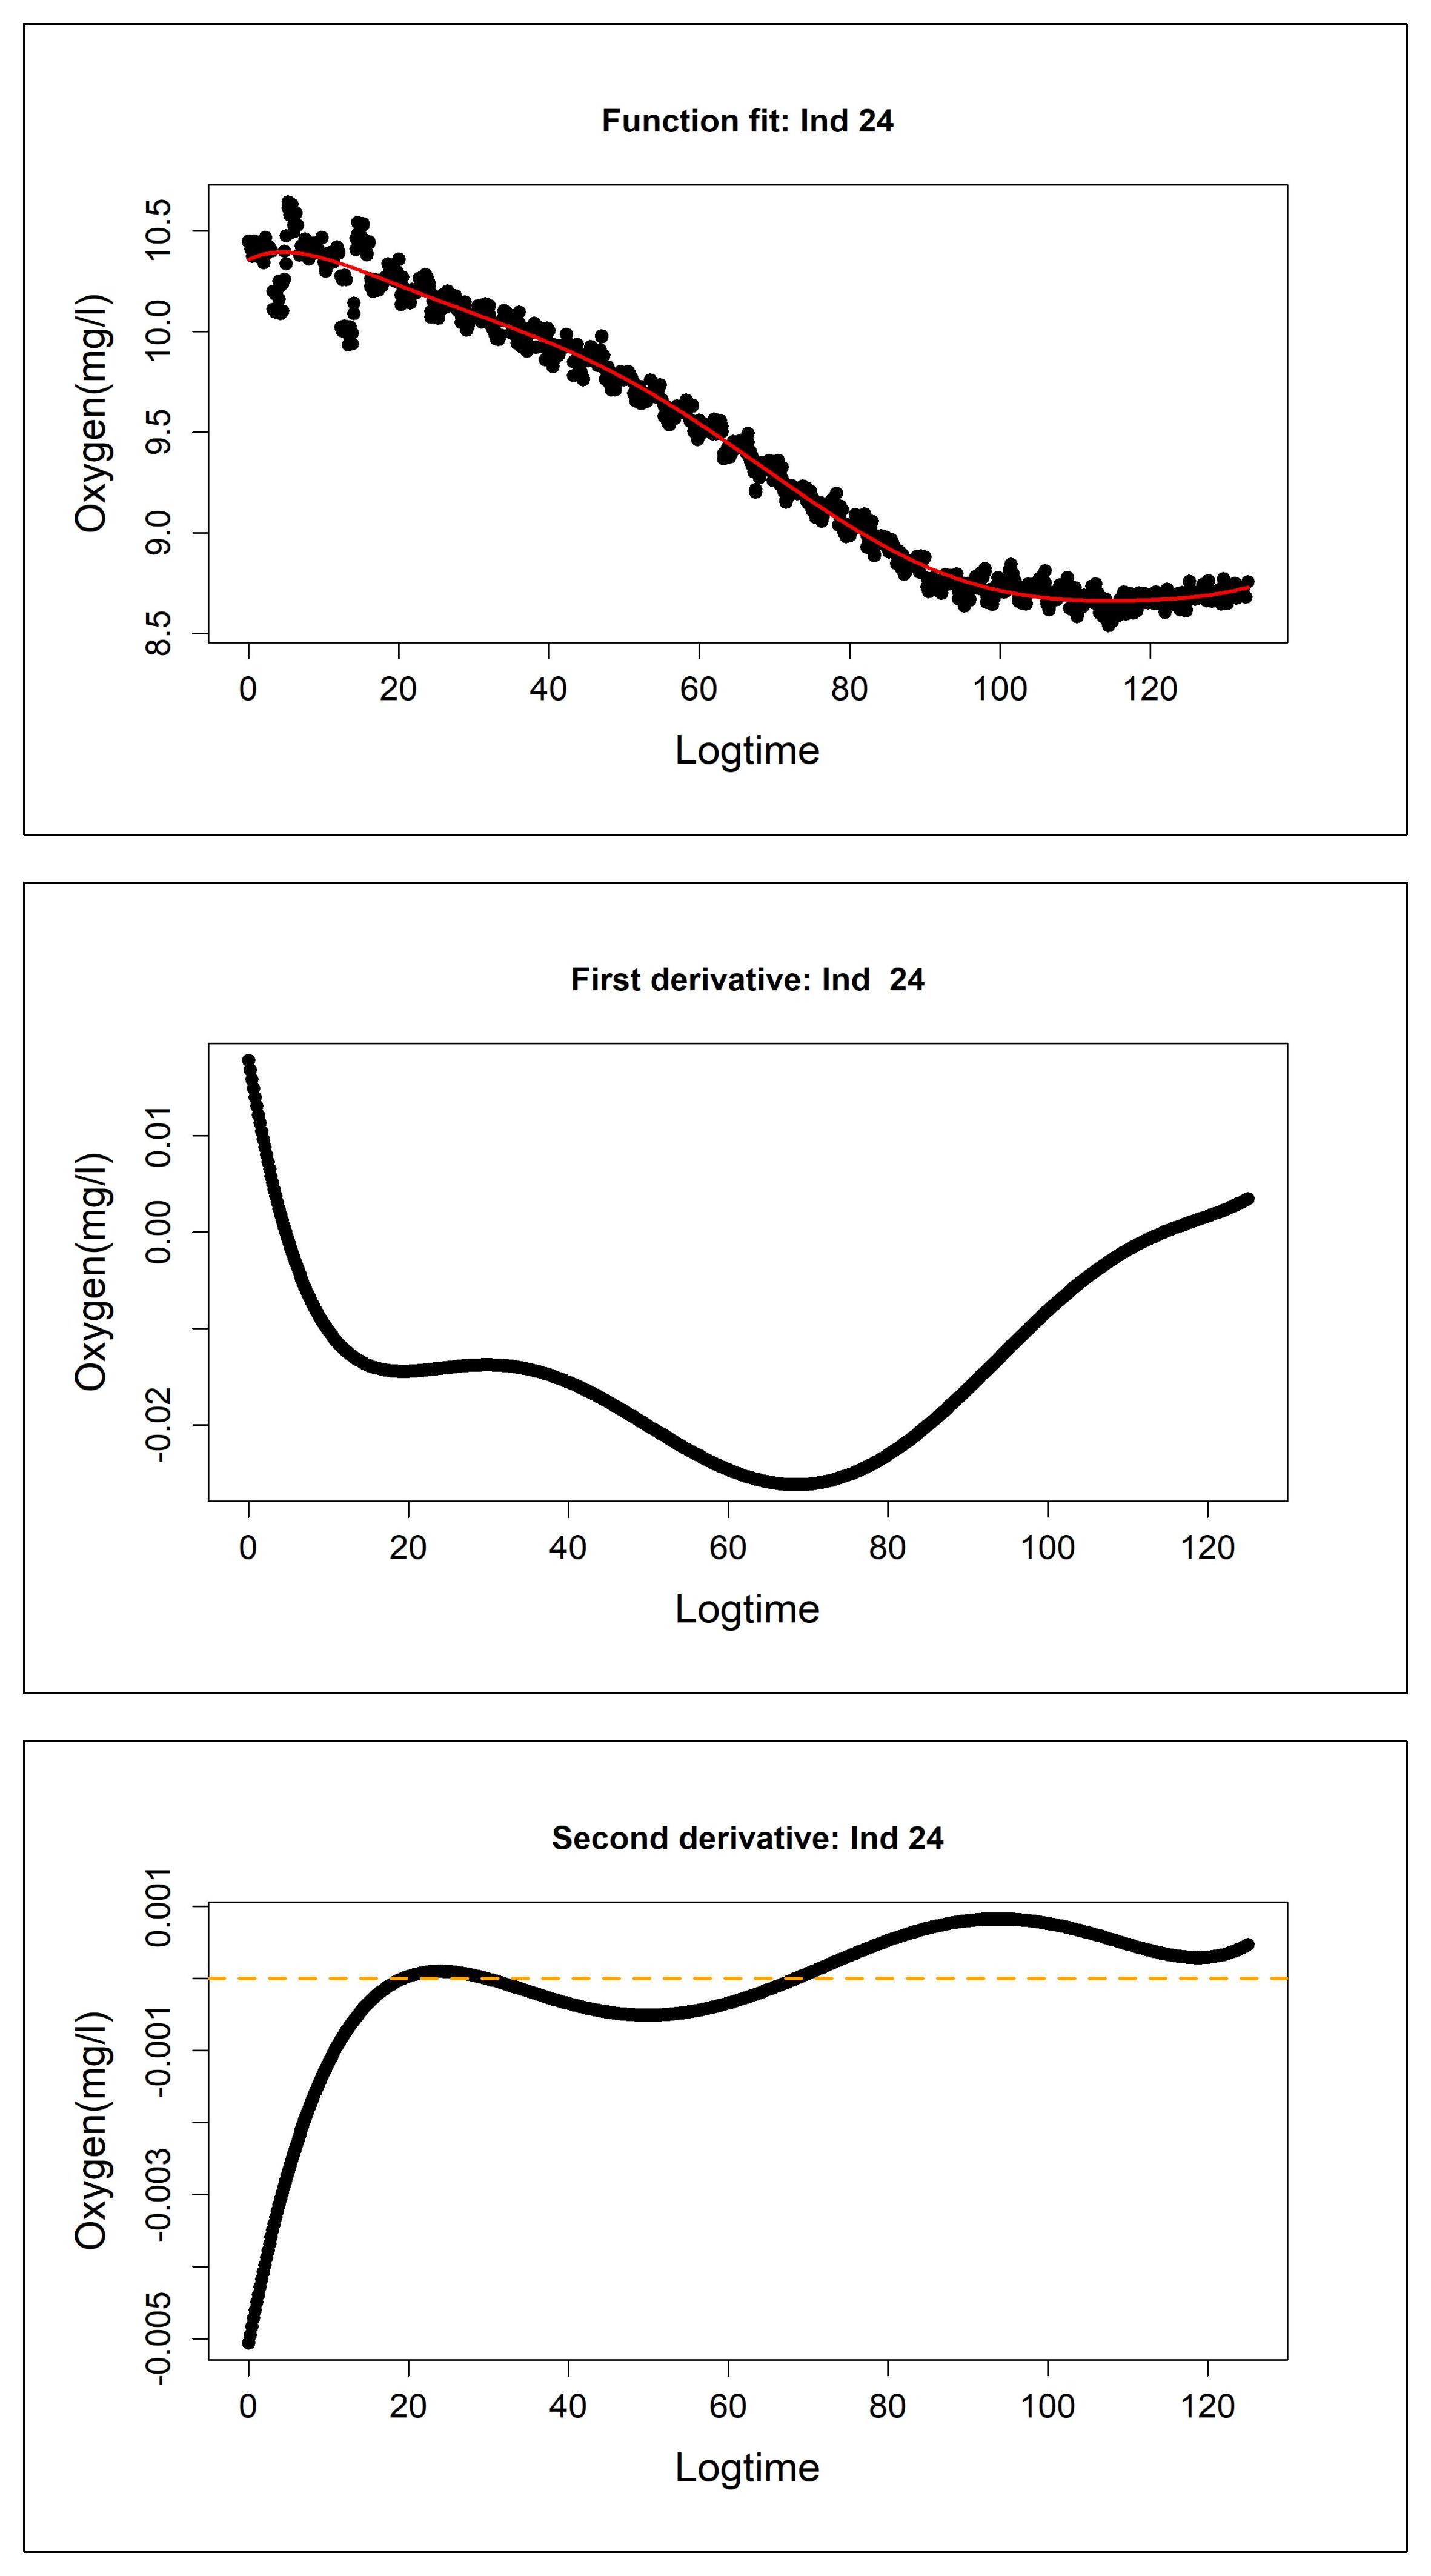 Function fit: Ind 24
10.5
10.0
9.5
9.0
8.5
Oxygen(mg/l)
0 20 40 60 80 100 120
Logtime
First derivative: Ind  24
0.01
0.00
-0.02
Oxygen(mg/l)
0 20 40 60 80 100 120
Logtime
Second derivative: Ind 24
0.001
-0.001
-0.003
-0.005
Oxygen(mg/l)
0 20 40 60 80 100 120
Logtime